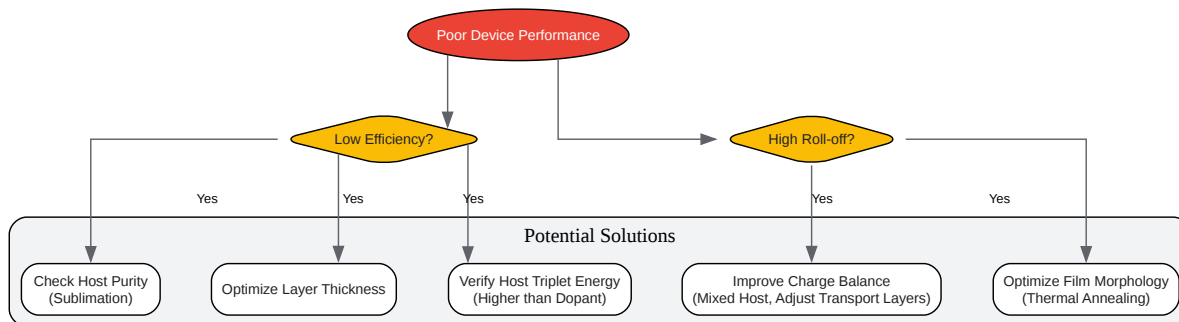 Poor Device Performance
Low Efficiency?
High Roll-off?
Yes
Yes
Yes
Yes
Yes
Potential Solutions
Check Host Purity
(Sublimation)
Optimize Layer Thickness
Verify Host Triplet Energy
(Higher than Dopant)
Improve Charge Balance
(Mixed Host, Adjust Transport Layers)
Optimize Film Morphology
(Thermal Annealing)